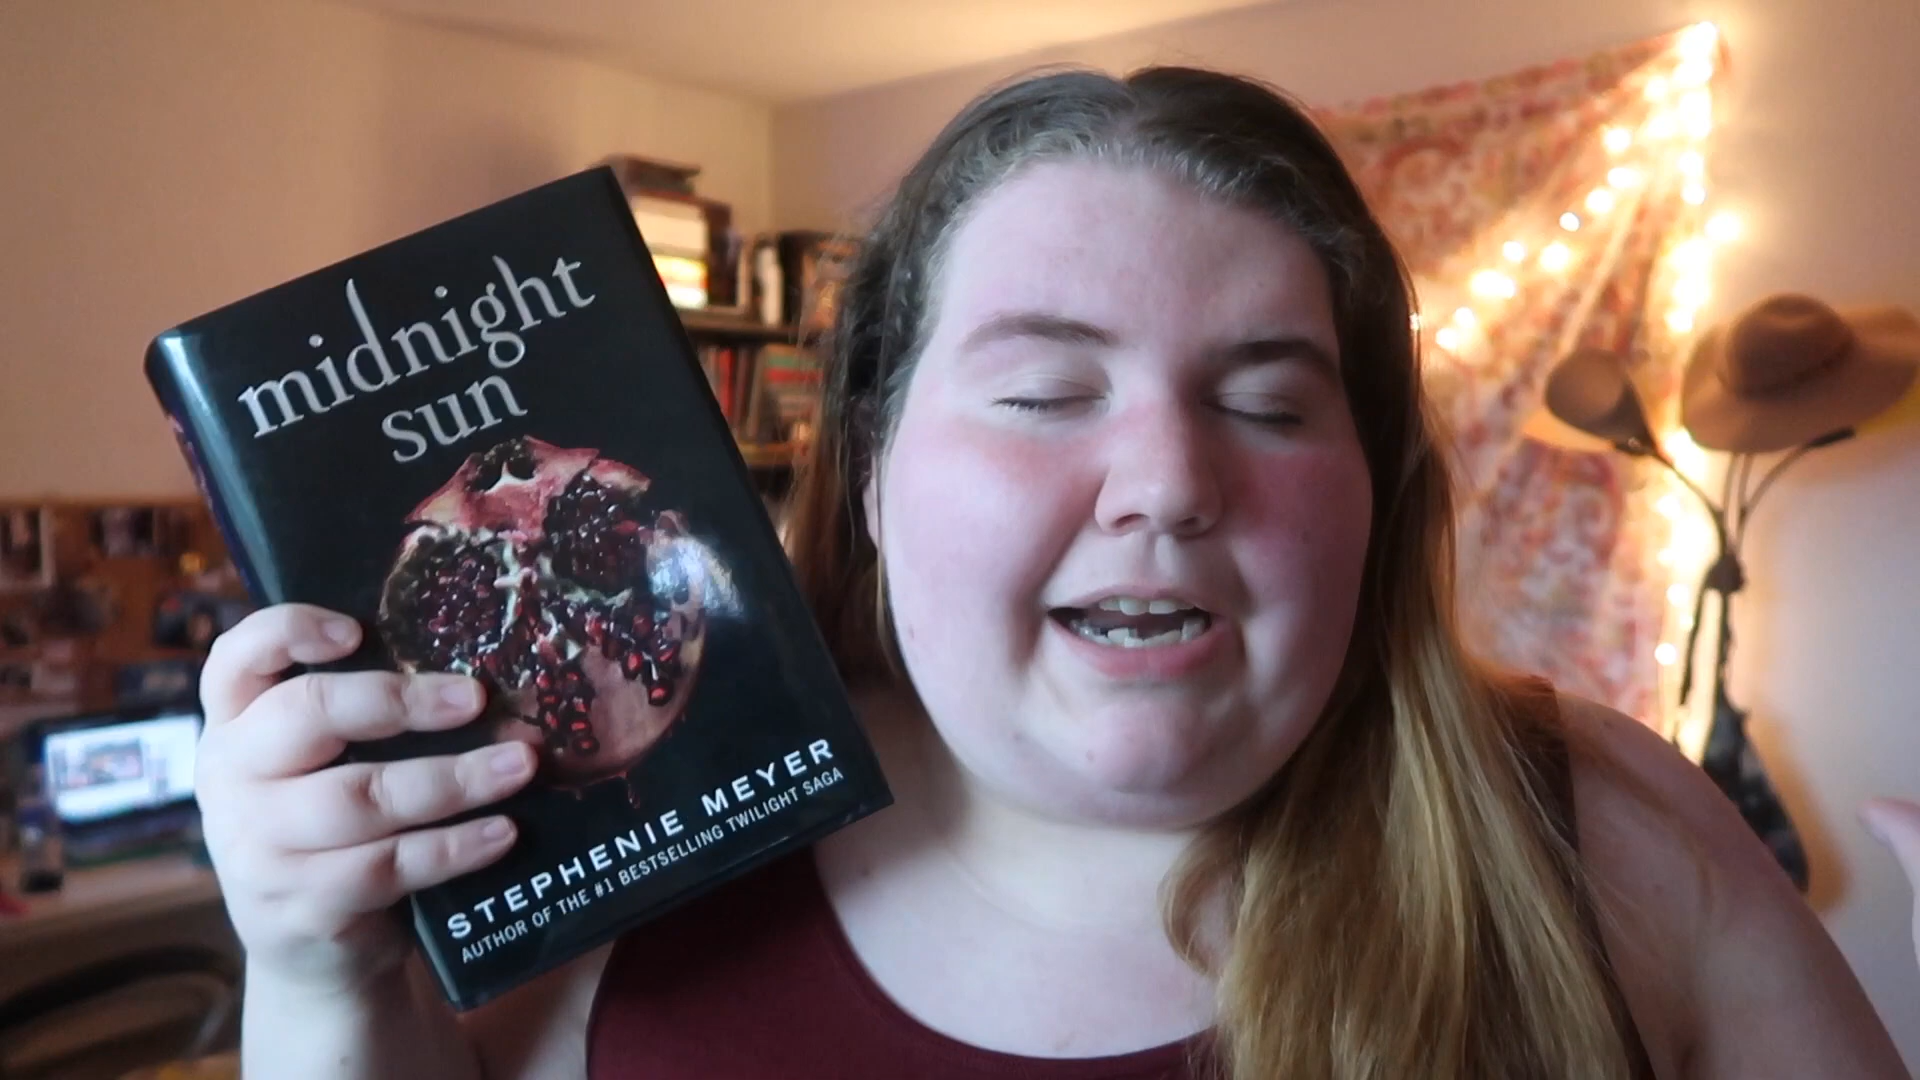 midnight
sun
STEPHENIE MEYER
AUTHOR OF THE #1 BESTSELLING TWILIGHT SAGA